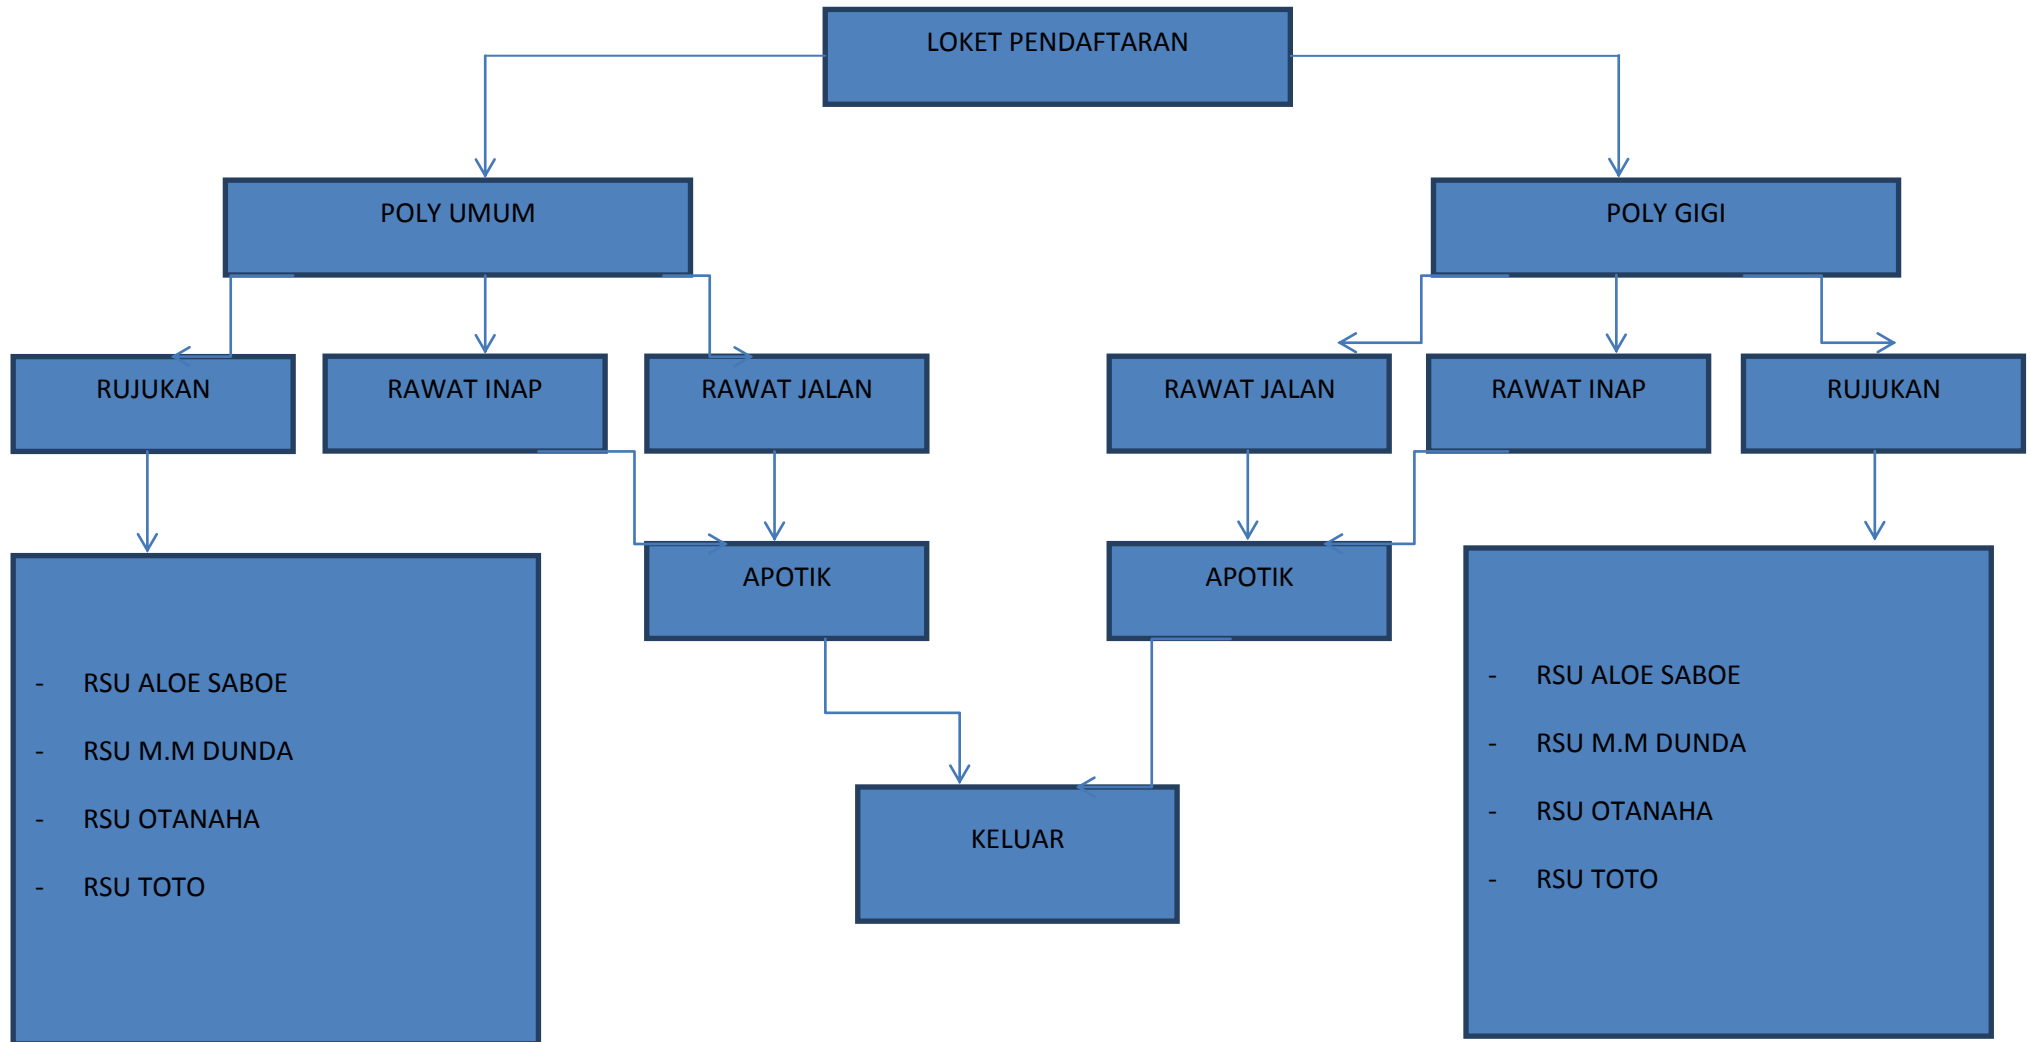 LOKET PENDAFTARAN
POLY UMUM
POLY GIGI
RUJUKAN
RAWAT INAP
RAWAT JALAN
RAWAT JALAN
RAWAT INAP
RUJUKAN
APOTIK
APOTIK
- RSU ALOE SABOE
- RSU M.M DUNDA
- RSU OTANAHA
- RSU TOTO
- RSU ALOE SABOE
- RSU M.M DUNDA
- RSU OTANAHA
- RSU TOTO
KELUAR